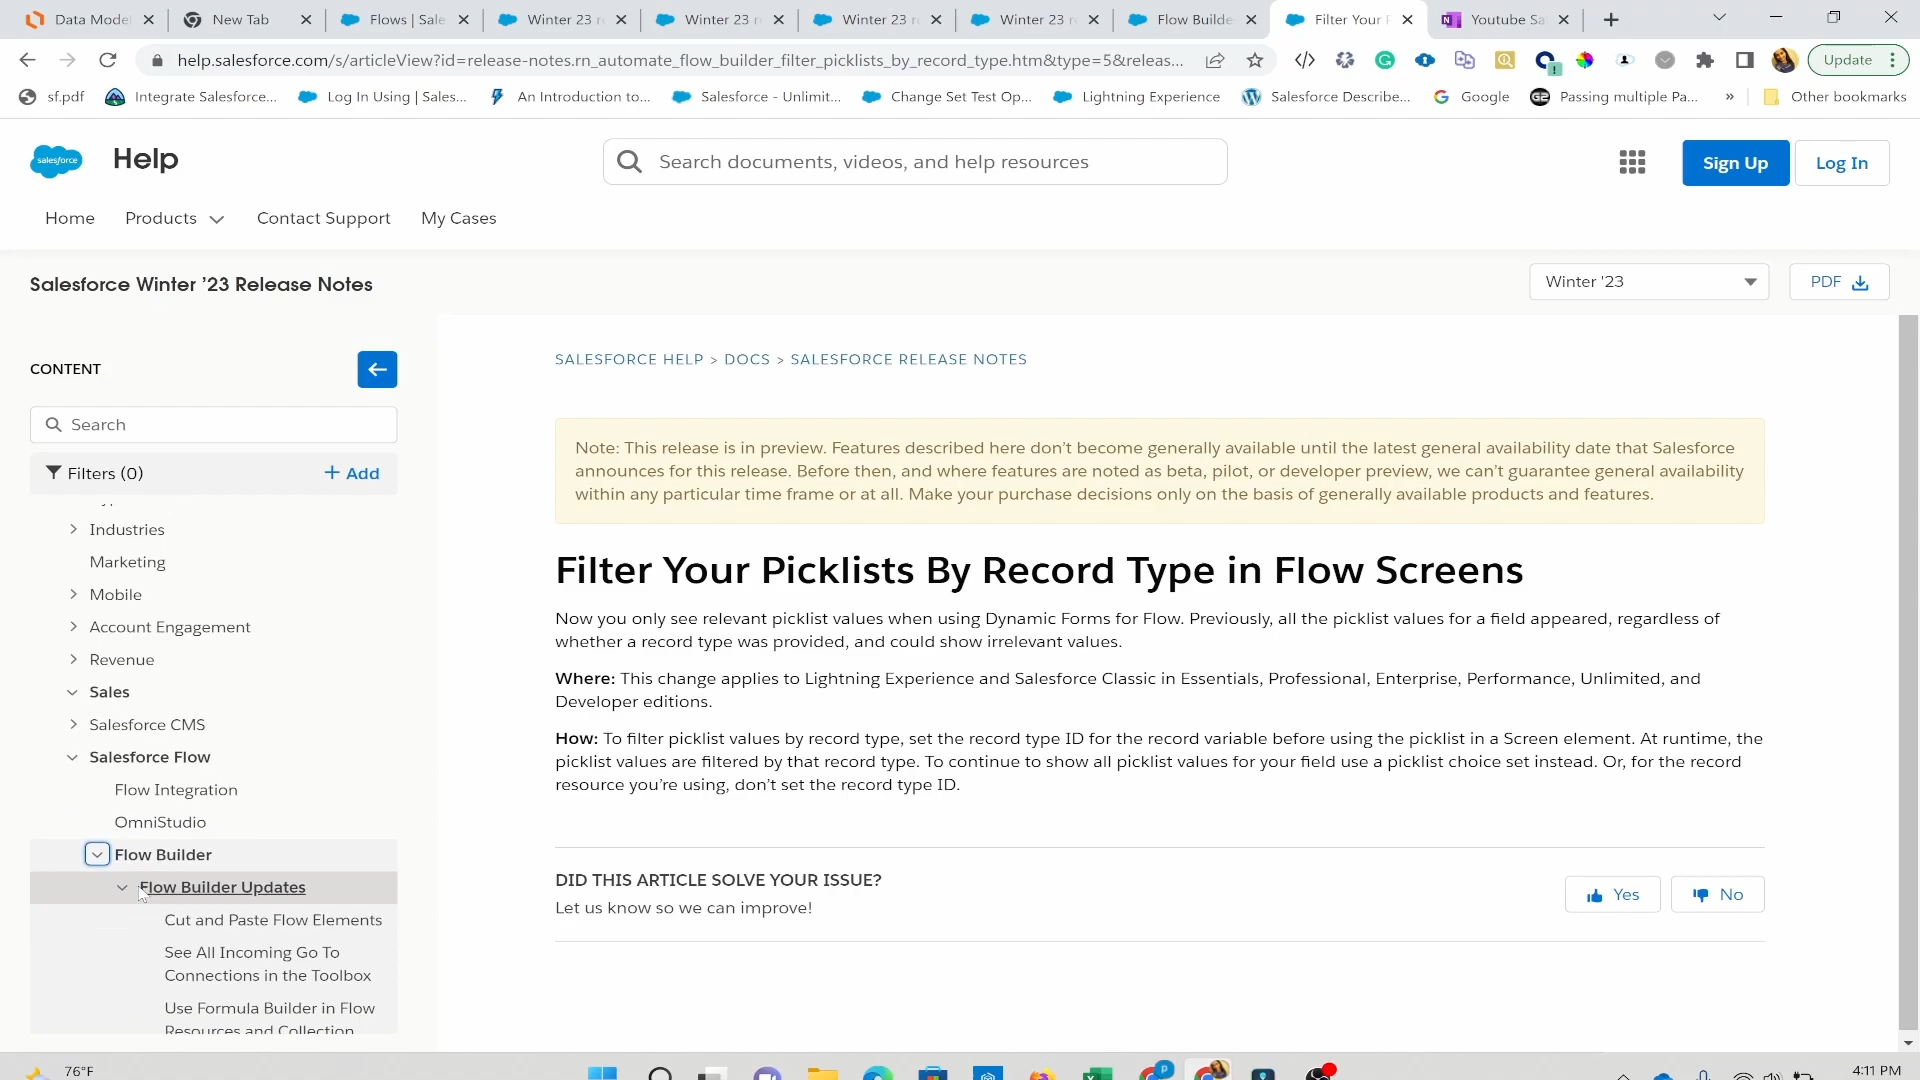 Data Model
New Tab
Flows | Sale
Winter 23 r
Winter 23 r
Winter 23 r
Winter 23 r
Flow Builde
Filter Your P
Youtube Sa
help.salesforce.com/s/articleView?id=release-notes.rn_automate_flow_builder_filter_picklists_by_record_type.htm&type=5&releas...
Update
sf.pdf
Integrate Salesforce...
Log In Using | Sales...
An Introduction to...
Salesforce - Unlimit...
Change Set Test Op...
Lightning Experience
Salesforce Describe...
Google
Passing multiple Pa...
»
Other bookmarks
salesforce
Help
Search documents, videos, and help resources
Sign Up
Log In
Home
Products
Contact Support
My Cases
Salesforce Winter ’23 Release Notes
Winter '23
PDF
CONTENT
Search
Filters (0)
+ Add
Industries
Marketing
Mobile
Account Engagement
Revenue
Sales
Salesforce CMS
Salesforce Flow
Flow Integration
OmniStudio
Flow Builder
Flow Builder Updates
Cut and Paste Flow Elements
See All Incoming Go To
Connections in the Toolbox
Use Formula Builder in Flow
Resources and Collection
SALESFORCE HELP > DOCS > SALESFORCE RELEASE NOTES
Note: This release is in preview. Features described here don’t become generally available until the latest general availability date that Salesforce
announces for this release. Before then, and where features are noted as beta, pilot, or developer preview, we can’t guarantee general availability
within any particular time frame or at all. Make your purchase decisions only on the basis of generally available products and features.
Filter Your Picklists By Record Type in Flow Screens
Now you only see relevant picklist values when using Dynamic Forms for Flow. Previously, all the picklist values for a field appeared, regardless of
whether a record type was provided, and could show irrelevant values.
Where: This change applies to Lightning Experience and Salesforce Classic in Essentials, Professional, Enterprise, Performance, Unlimited, and
Developer editions.
How: To filter picklist values by record type, set the record type ID for the record variable before using the picklist in a Screen element. At runtime, the
picklist values are filtered by that record type. To continue to show all picklist values for your field use a picklist choice set instead. Or, for the record
resource you’re using, don’t set the record type ID.
DID THIS ARTICLE SOLVE YOUR ISSUE?
Let us know so we can improve!
Yes
No
76°F
4:11 PM